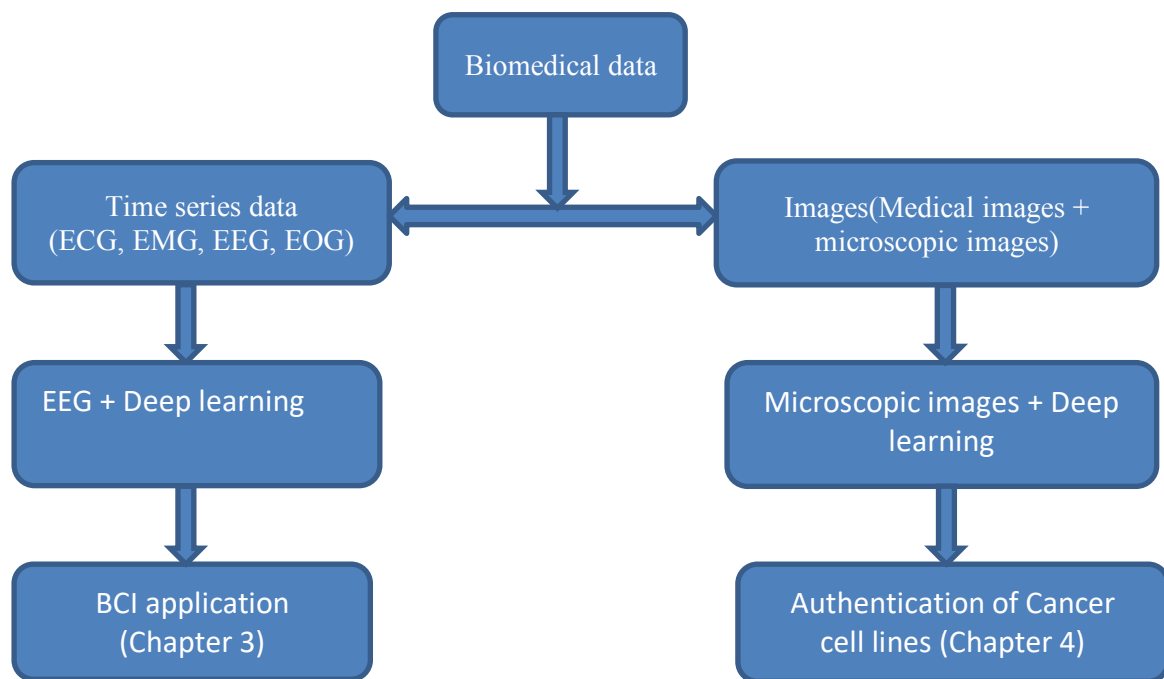 Biomedical data
Time series data
(ECG, EMG, EEG, EOG)
Images(Medical images +
microscopic images)
EEG + Deep learning
Microscopic images + Deep
learning
BCI application
(Chapter 3)
Authentication of Cancer
cell lines (Chapter 4)